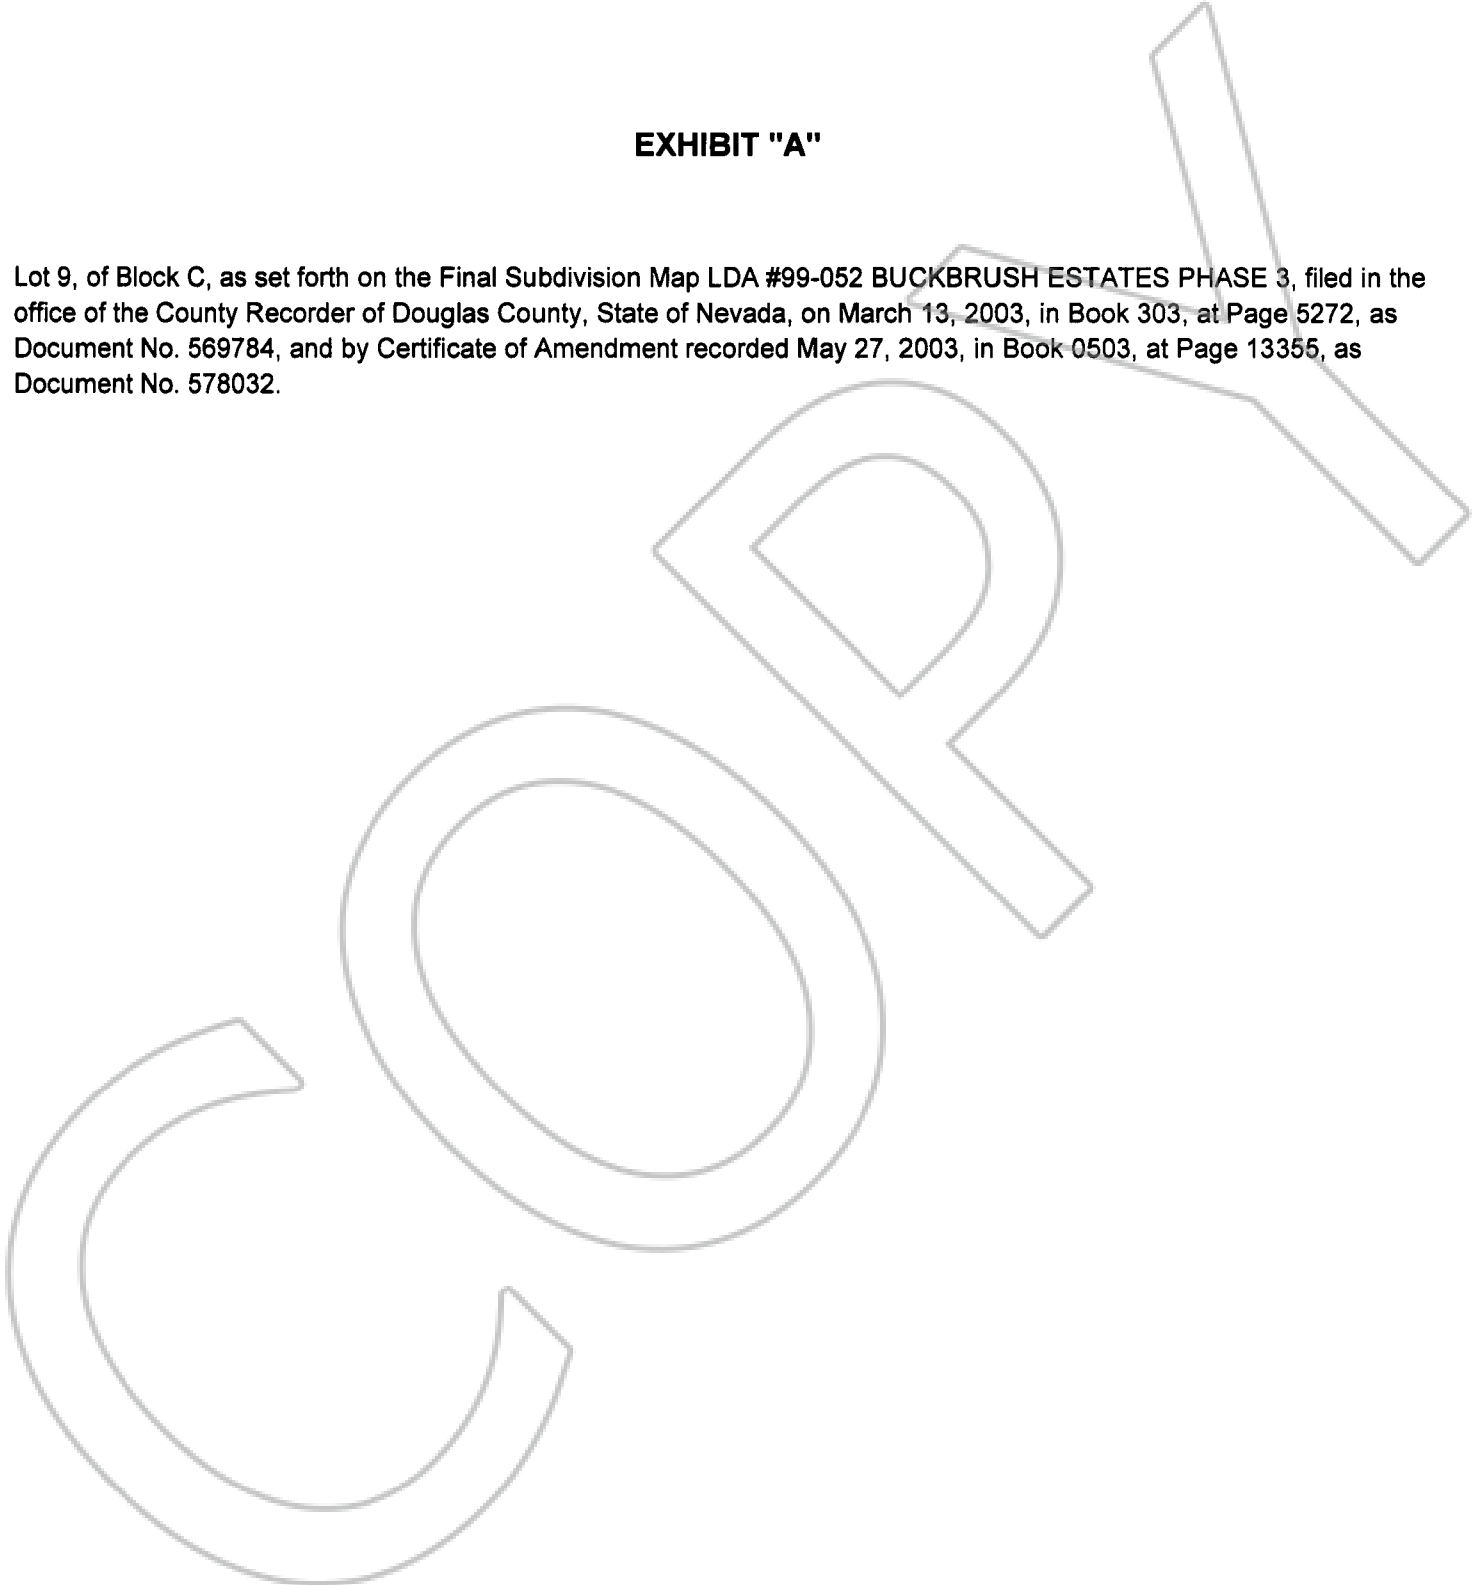 EXHIBIT "A"
Lot 9, of Block C, as set forth on the Final Subdivision Map LDA #99-052 BUCKBRUSH ESTATES PHASE 3, filed in the
office of the County Recorder of Douglas County, State of Nevada, on March 13, 2003, in Book 303, at Page 5272, as
Document No. 569784, and by Certificate of Amendment recorded May 27, 2003, in Book 0503, at Page 13355, as
Document No. 578032.
COPY